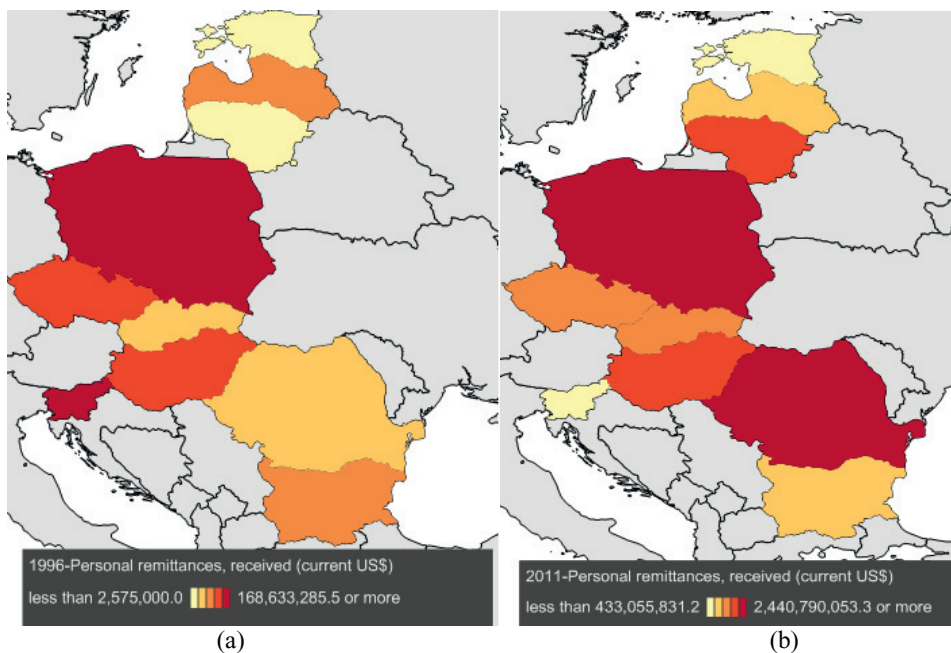 1996-Personal remittances, received (current US$)
less than 2,575,000.0 168,633,285.5 or more
(a)
2011-Personal remittances, received (current US$)
less than 433,055,831.2 2,440,790,053.3 or more
(b)